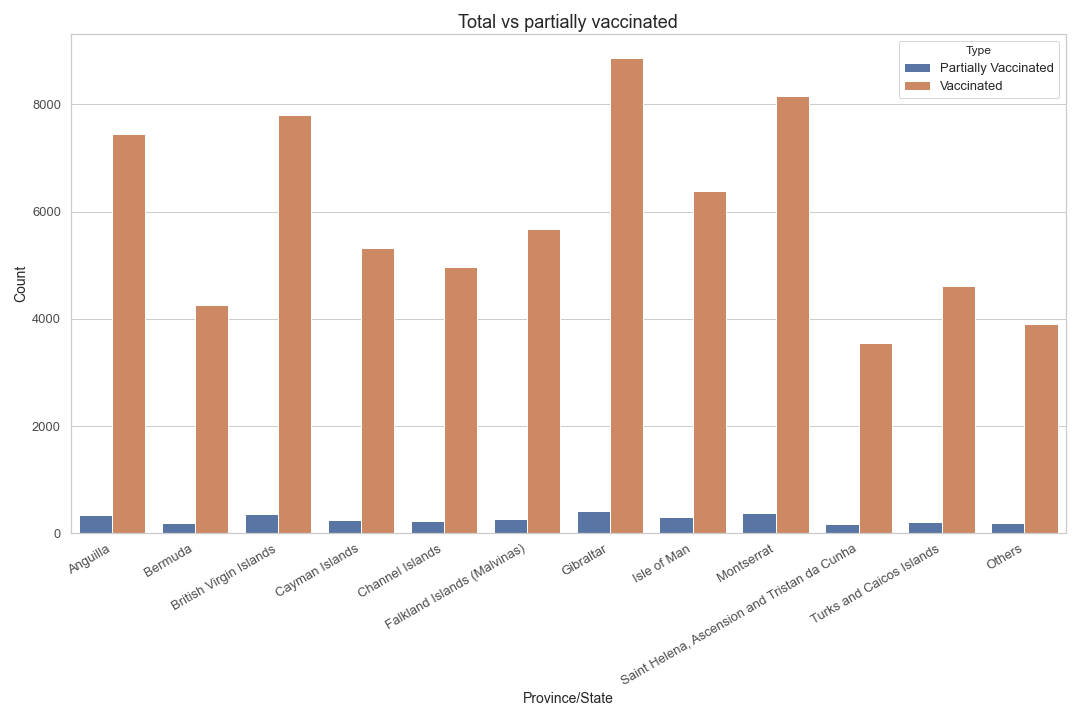 Total vs partially vaccinated
Type
Partially Vaccinated
Vaccinated
Count
8000
6000
4000
2000
0
Anguilla
Bermuda
British Virgin Islands
Cayman Islands
Channel Islands
Falkland Islands (Malvinas)
Gibraltar
Isle of Man
Montserrat
Saint Helena, Ascension and Tristan da Cunha
Turks and Caicos Islands
Others
Province/State